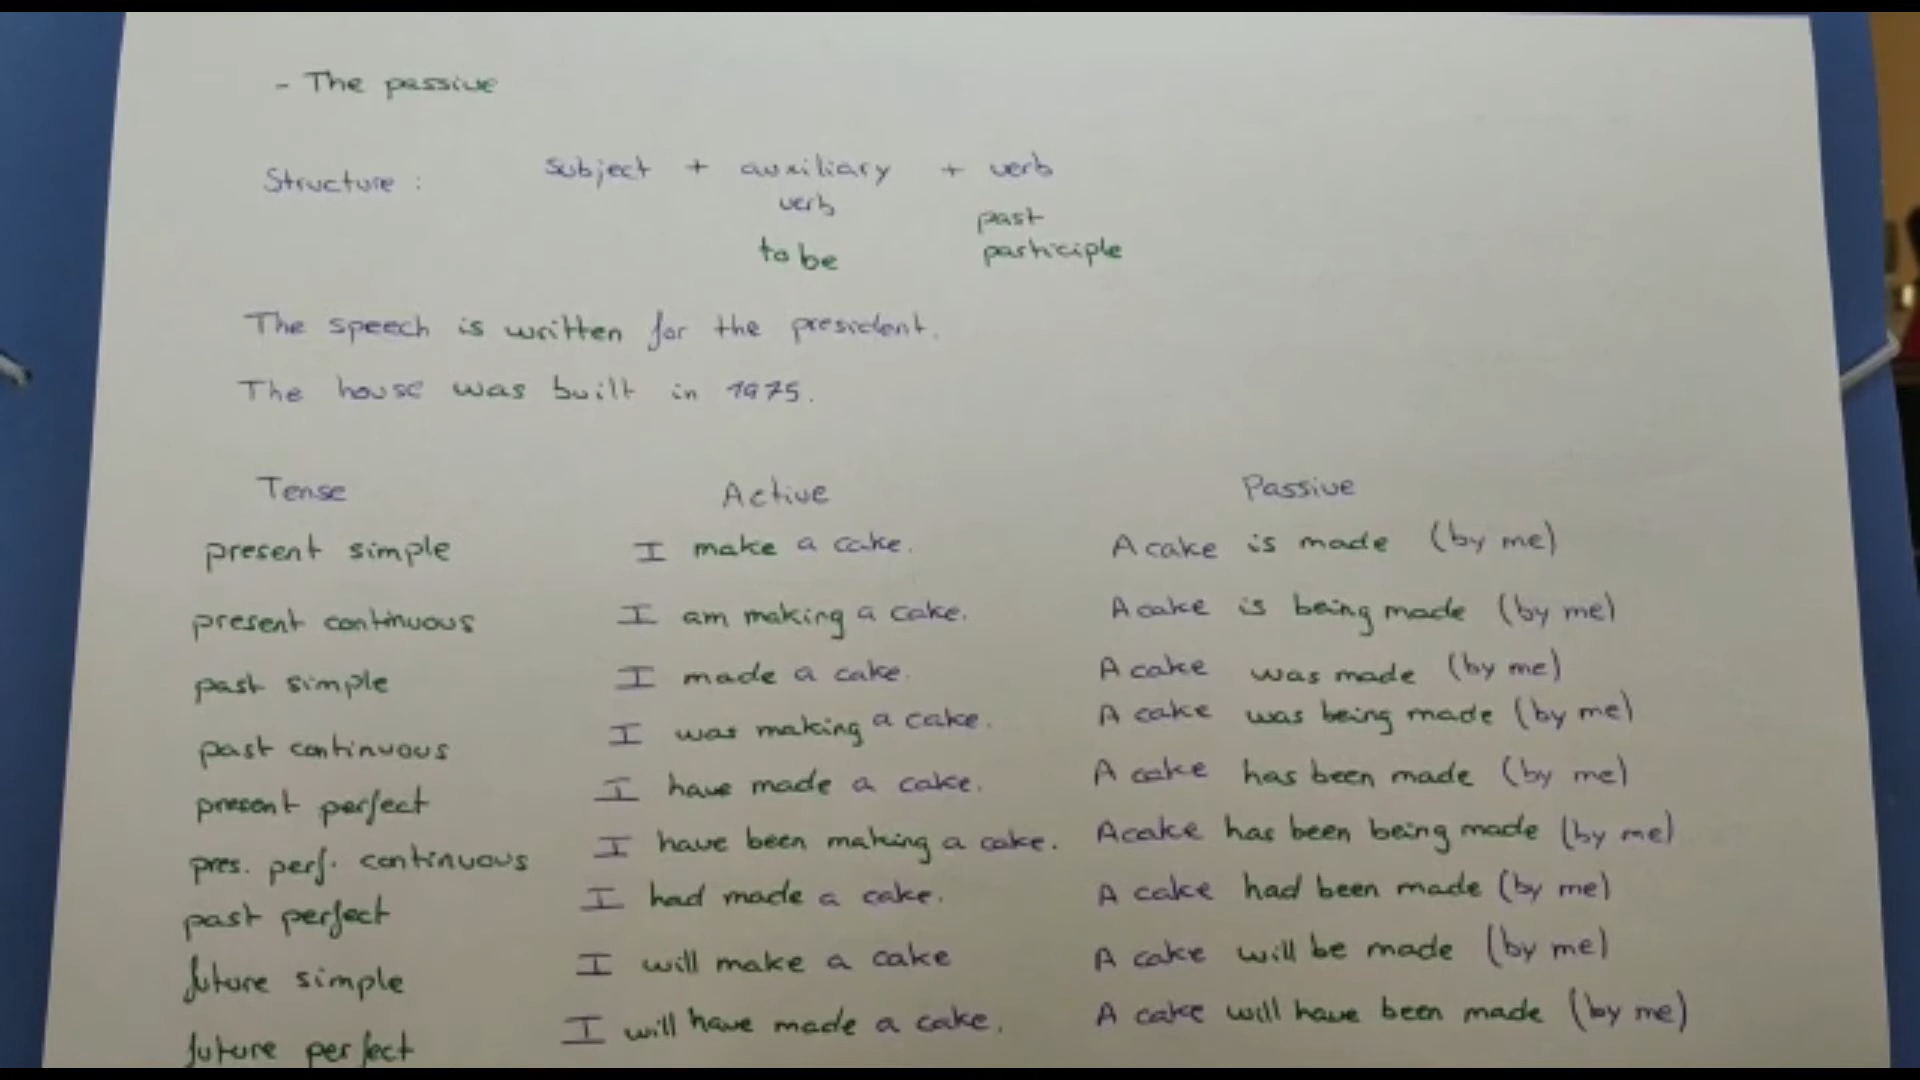 - The passive
Structure : subject + auxiliary + verb
verb past
to be participle
The speech is written for the president.
The house was built in 1975.
Tense Active Passive
present simple I make a cake. A cake is made (by me)
present continuous I am making a cake. A cake is being made (by me)
past simple I made a cake. A cake was made (by me)
past continuous I was making a cake. A cake was being made (by me)
present perfect I have made a cake. A cake has been made (by me)
pres. perf. continuous I have been making a cake. A cake has been being made (by me)
past perfect I had made a cake. A cake had been made (by me)
future simple I will make a cake A cake will be made (by me)
future perfect I will have made a cake. A cake will have been made (by me)